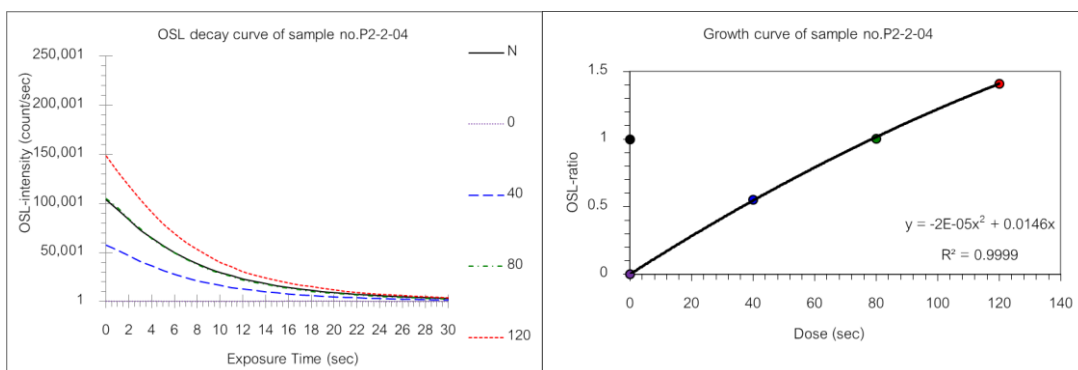 OSL decay curve of sample no.P2-2-04
250,001
200,001
150,001
100,001
50,001
1
OSL-intensity (count/sec)
0 2 4 6 8 10 12 14 16 18 20 22 24 26 28 30
Exposure Time (sec)
N
0
40
80
120
Growth curve of sample no.P2-2-04
1.5
1
0.5
0
OSL-ratio
0 20 40 60 80 100 120 140
Dose (sec)
y = -2E-05x² + 0.0146x
R² = 0.9999